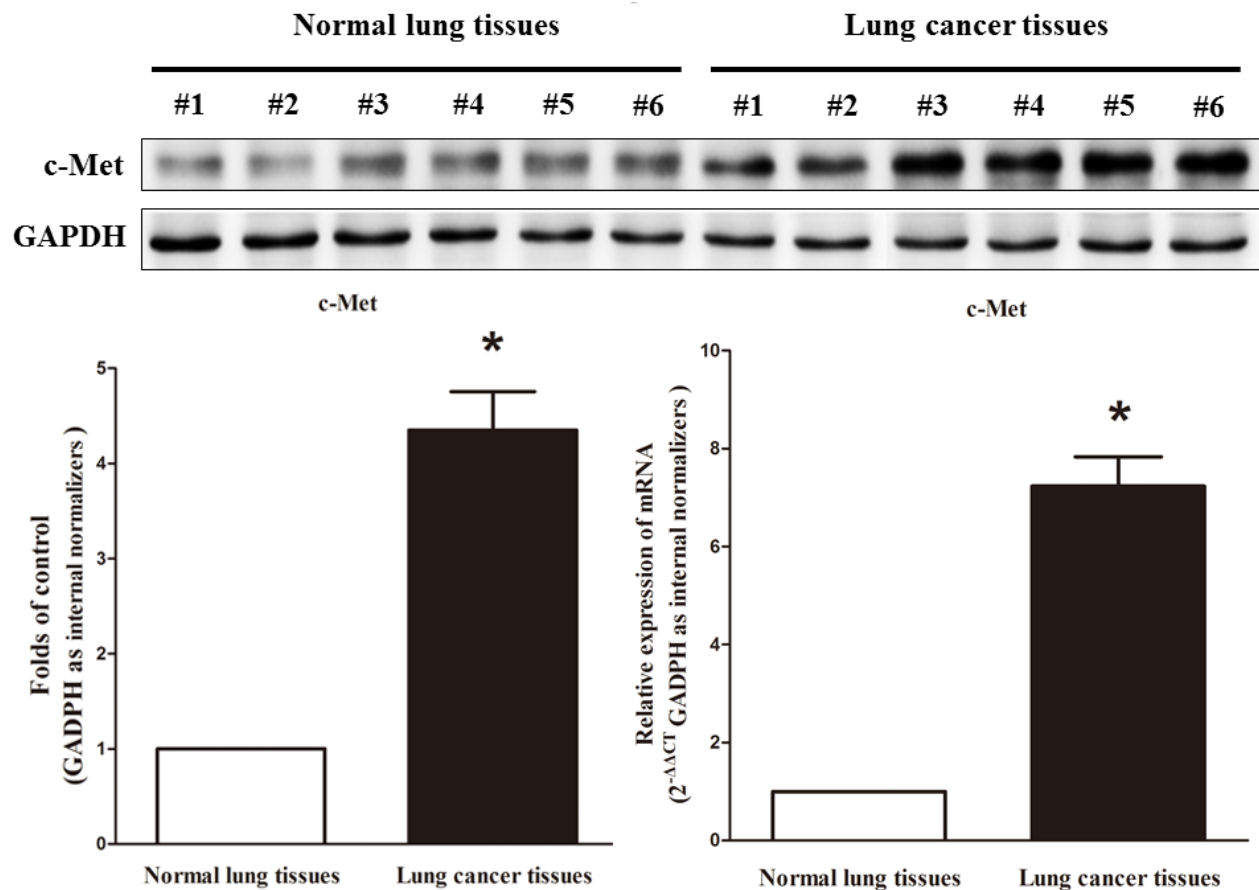 Normal lung tissues Lung cancer tissues
#1 #2 #3 #4 #5 #6 #1 #2 #3 #4 #5 #6
c-Met
GAPDH
c-Met
*
5
4
3
2
1
0
Folds of control
(GADPH as internal normalizers )
Normal lung tissues Lung cancer tissues
c-Met
*
10
8
6
4
2
0
Relative expression of mRNA
(2^-ΔΔCT GADPH as internal normalizers )
Normal lung tissues Lung cancer tissues